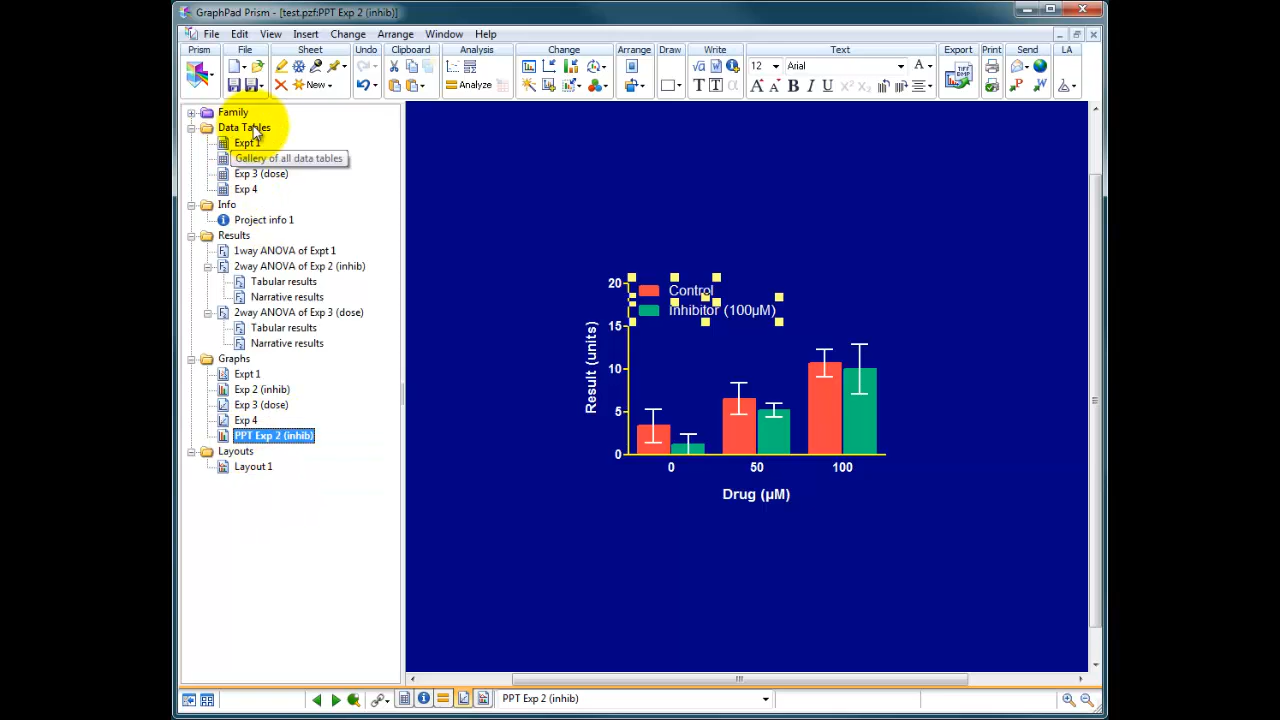 GraphPad Prism - [test.pzf:PPT Exp 2 (inhib)]
File Edit View Insert Change Arrange Window Help
Prism File Sheet Undo Clipboard Analysis Change Arrange Draw Write Text Export Print Send LA
12 Arial
New Analyze
Family
Data Tables
Expt 1
Gallery of all data tables
Exp 3 (dose)
Exp 4
Info
Project info 1
Results
1way ANOVA of Expt 1
2way ANOVA of Exp 2 (inhib)
Tabular results
Narrative results
2way ANOVA of Exp 3 (dose)
Tabular results
Narrative results
Graphs
Expt 1
Exp 2 (inhib)
Exp 3 (dose)
Exp 4
PPT Exp 2 (inhib)
Layouts
Layout 1
20
15
10
5
0
Result (units)
Control
Inhibitor (100µM)
0 50 100
Drug (µM)
PPT Exp 2 (inhib)